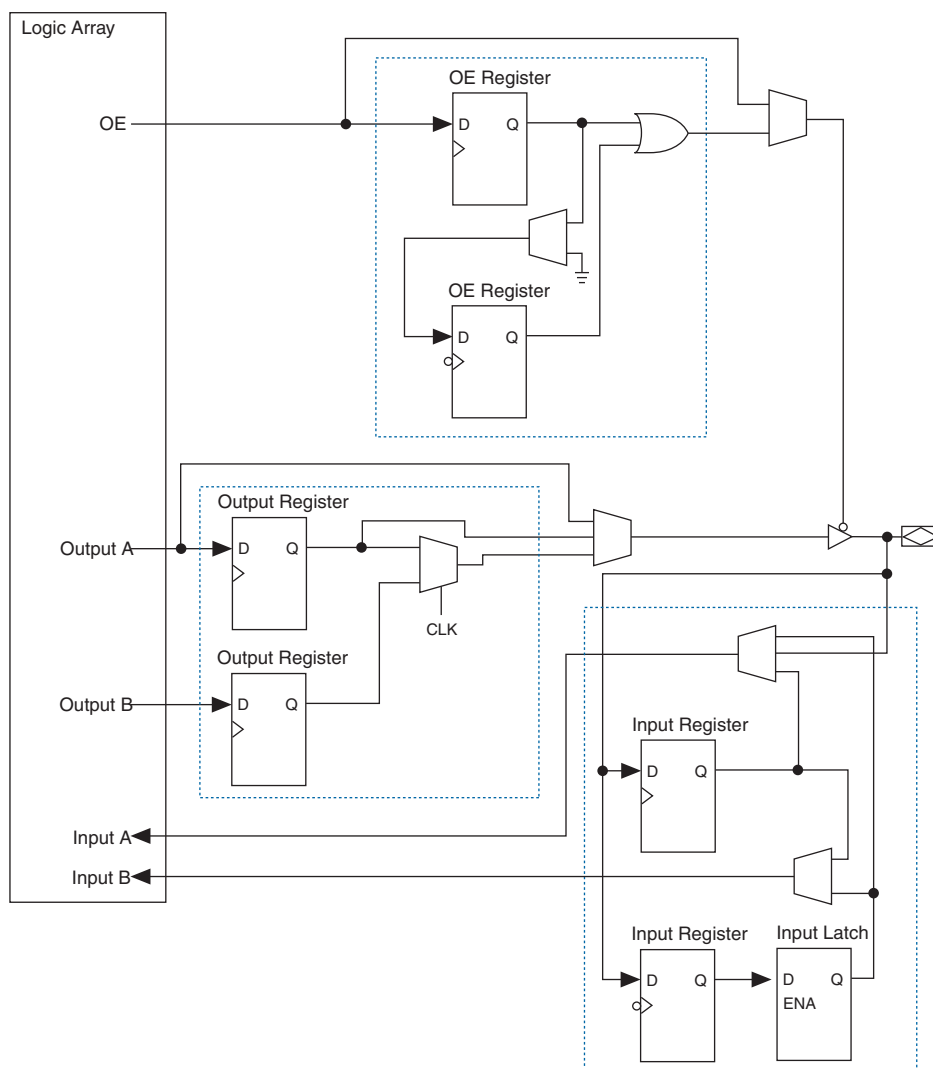 Logic Array
OE Register
OE
D Q
OE Register
D Q
Output Register
Output A
D Q
CLK
Output Register
Output B
D Q
Input Register
D Q
Input A
Input B
Input Register
Input Latch
D Q
D Q
ENA